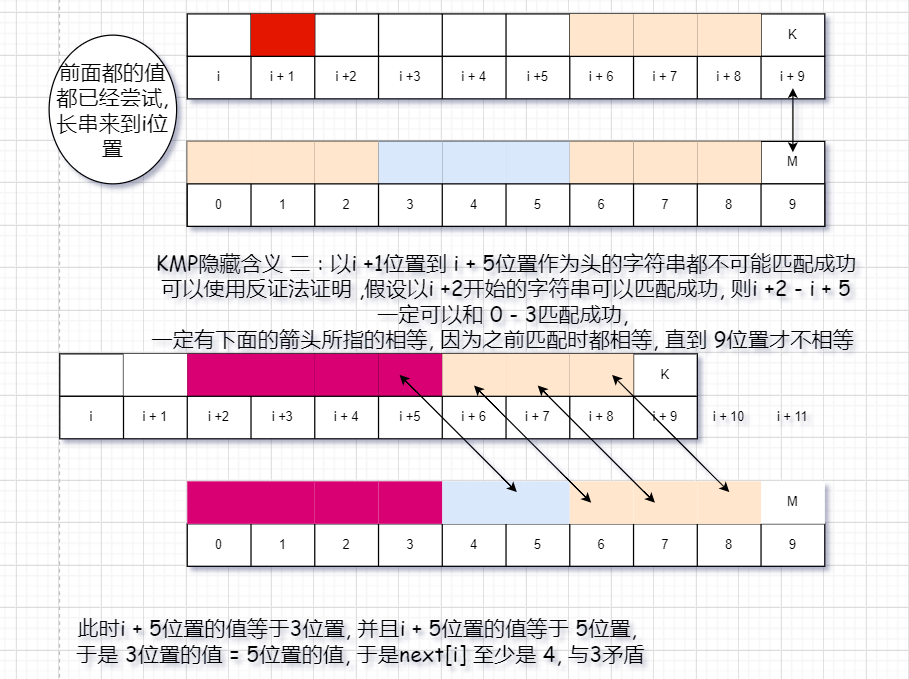 K
i i + 1 i +2 i +3 i + 4 i +5 i + 6 i + 7 i + 8 i + 9
前面都的值
都已经尝试,
长串来到i位
置
M
0 1 2 3 4 5 6 7 8 9
KMP隐藏含义 二 : 以i +1位置到 i + 5位置作为头的字符串都不可能匹配成功
可以使用反证法证明 ,假设以i +2开始的字符串可以匹配成功, 则i +2 - i + 5
一定可以和 0 - 3匹配成功,
一定有下面的箭头所指的相等, 因为之前匹配时都相等, 直到 9位置才不相等
K
i i + 1 i +2 i +3 i + 4 i +5 i + 6 i + 7 i + 8 i + 9 i + 10 i + 11
M
0 1 2 3 4 5 6 7 8 9
此时i + 5位置的值等于3位置, 并且i + 5位置的值等于 5位置,
于是 3位置的值 = 5位置的值, 于是next[i] 至少是 4, 与3矛盾